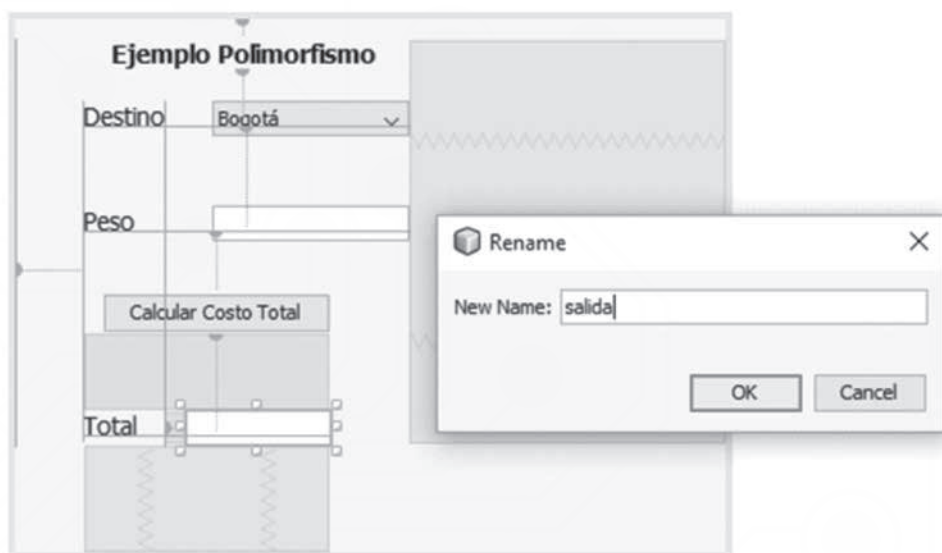 Ejemplo Polimorfismo
Destino
Bogotá
Peso
Rename
New Name: salida
Calcular Costo Total
OK
Cancel
Total